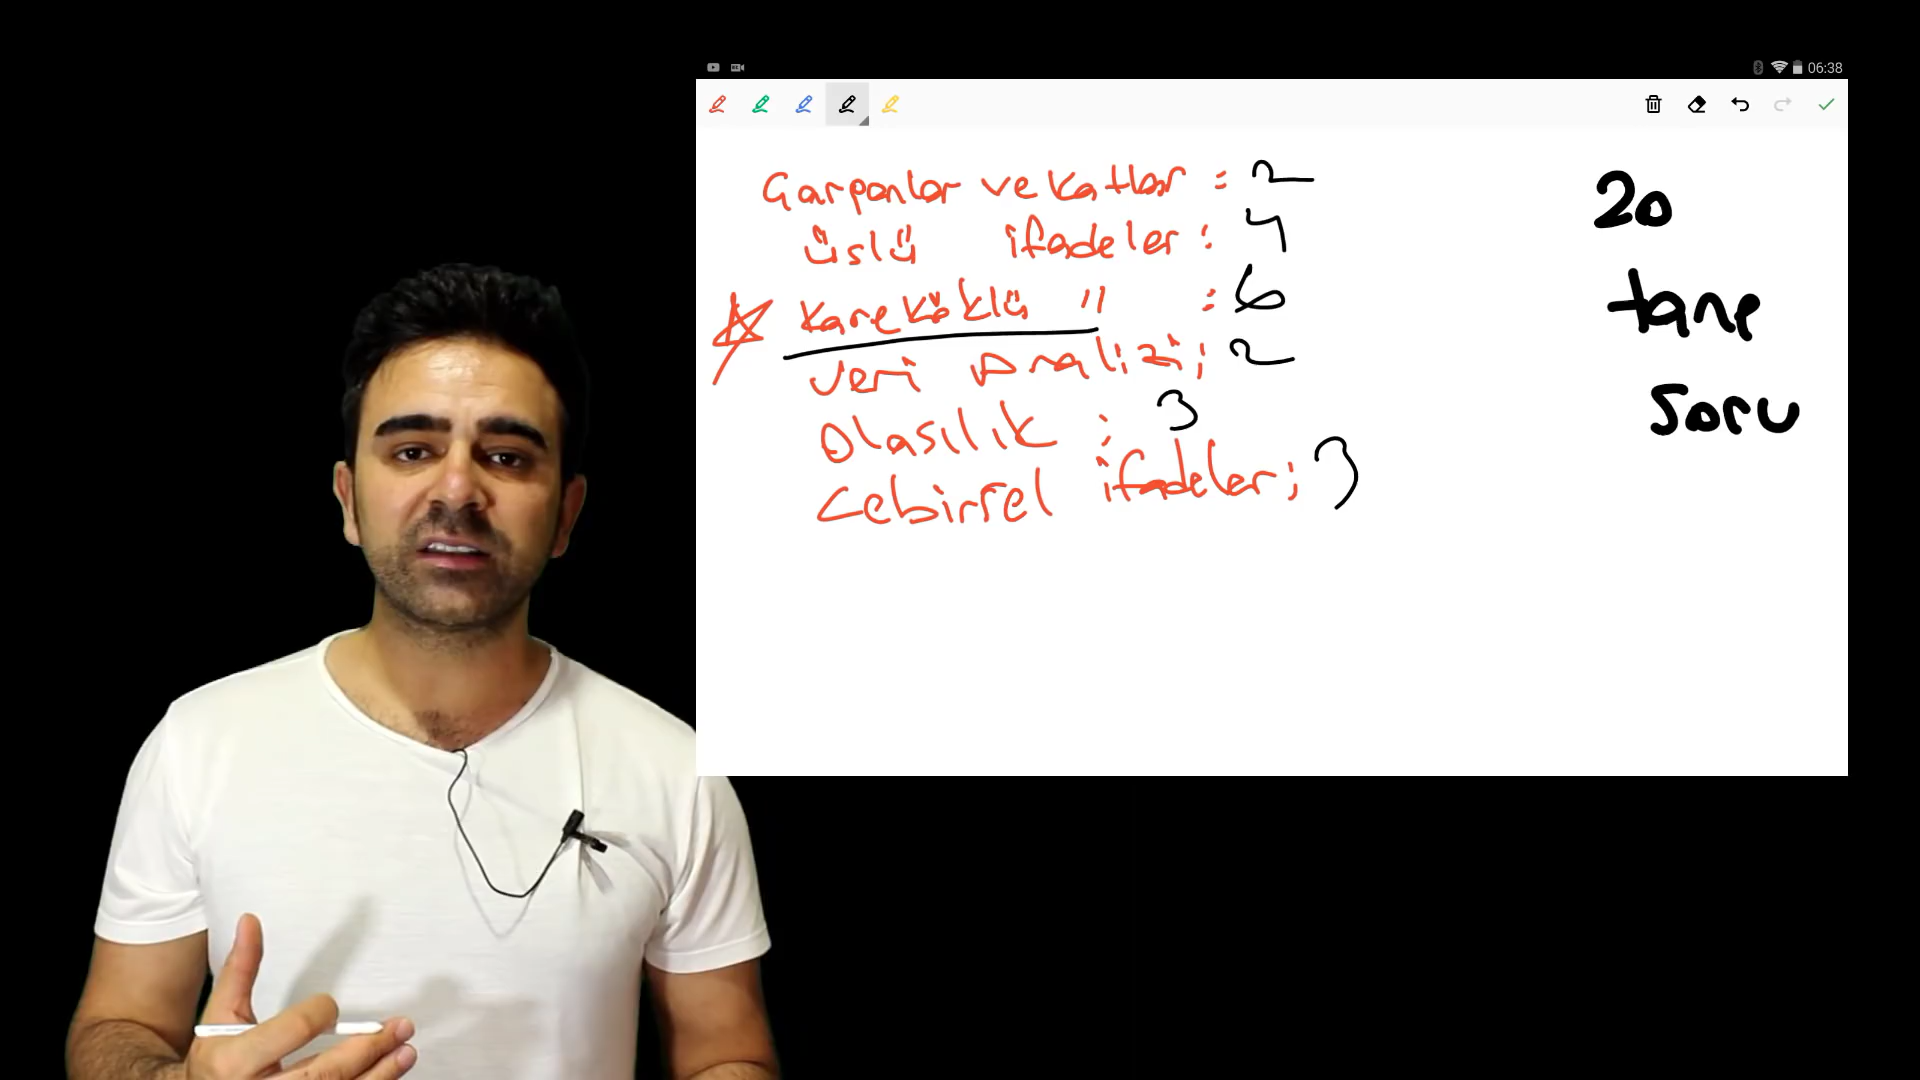 06:38
Çarpanlar ve Katlar : 2
üslü ifadeler : 4
Kareköklü " : 6
Veri Analizi ; 2
Olasılık : 3
Cebirsel ifadeler ; 3
20
tane
soru